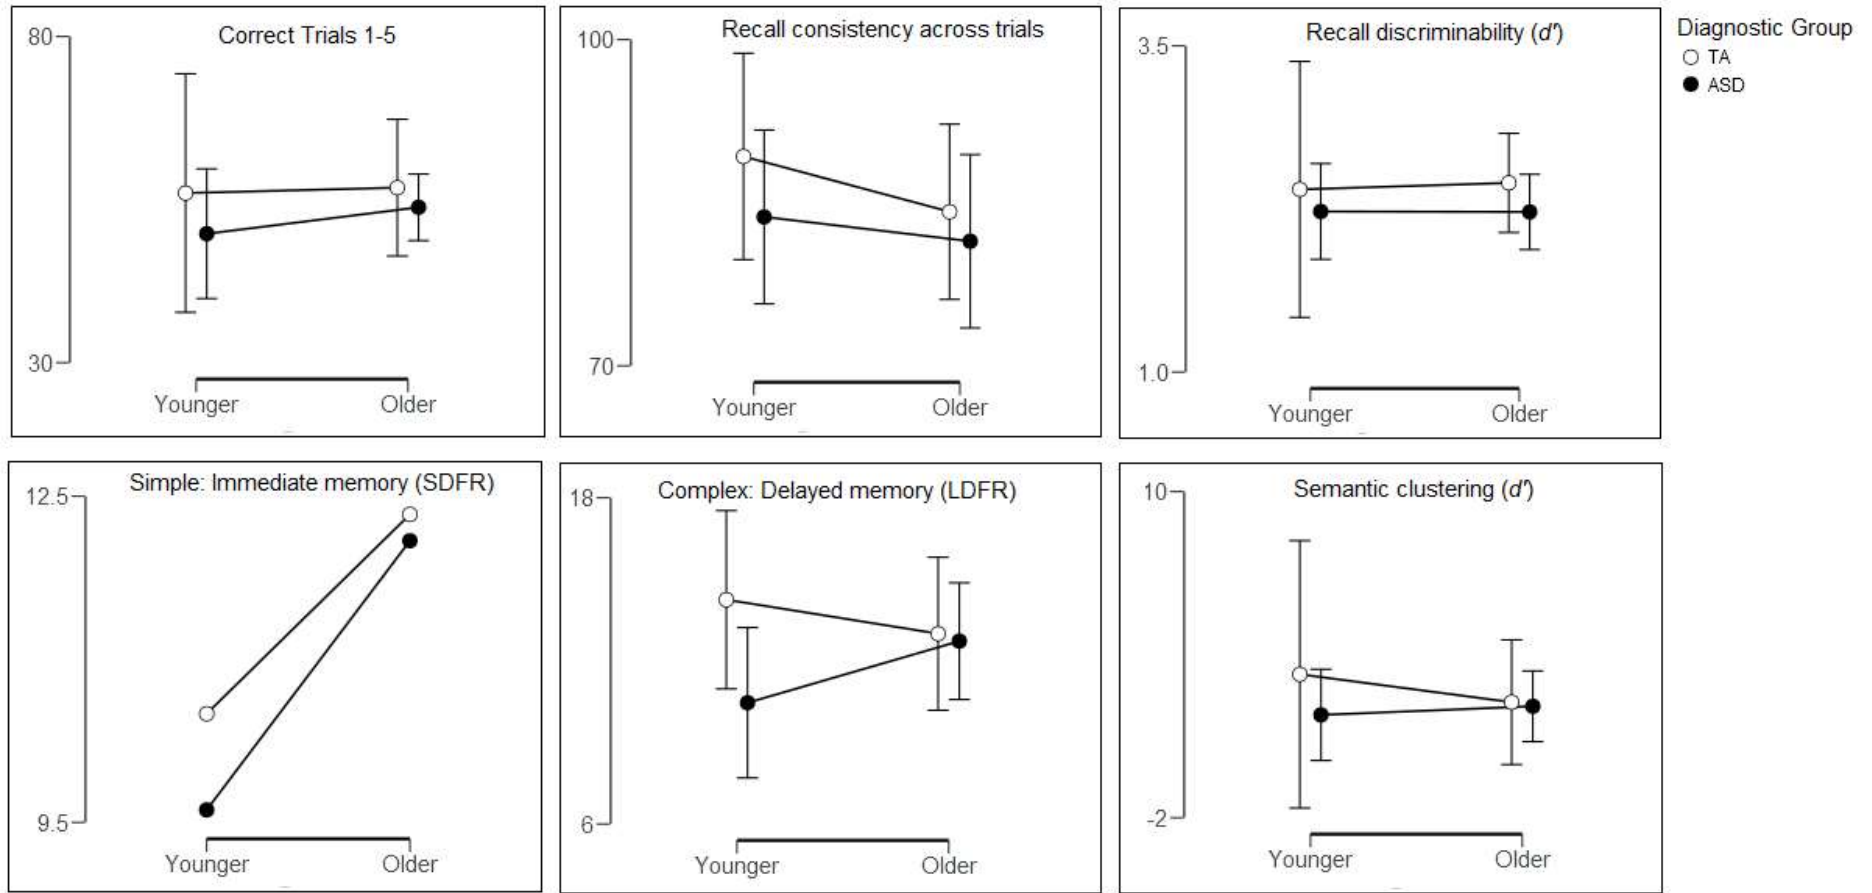 Correct Trials 1-5
80
30
Younger Older
Recall consistency across trials
100
70
Younger Older
Recall discriminability (d')
3.5
1.0
Younger Older
Diagnostic Group
TA
ASD
Simple: Immediate memory (SDFR)
12.5
9.5
Younger Older
Complex: Delayed memory (LDFR)
18
6
Younger Older
Semantic clustering (d')
10
-2
Younger Older